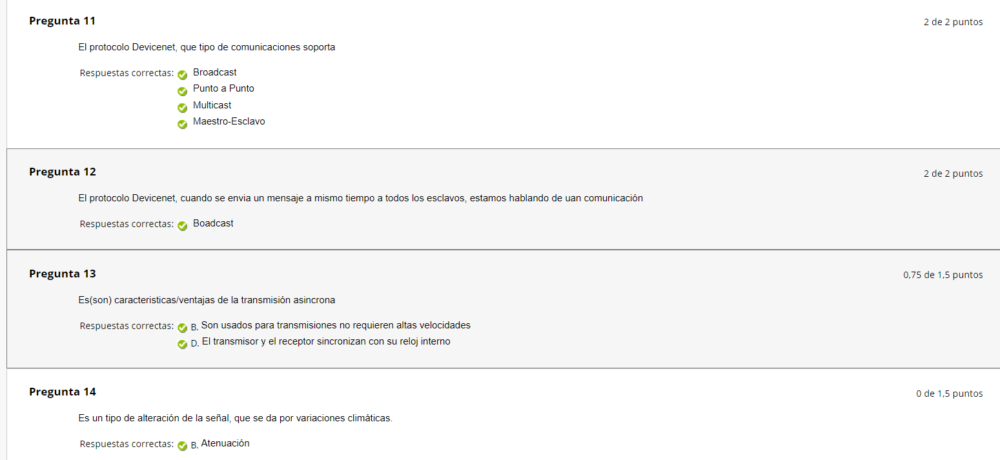 Pregunta 11
2 de 2 puntos
El protocolo Devicenet, que tipo de comunicaciones soporta
Respuestas correctas: Broadcast
Punto a Punto
Multicast
Maestro-Esclavo
Pregunta 12
2 de 2 puntos
El protocolo Devicenet, cuando se envia un mensaje a mismo tiempo a todos los esclavos, estamos hablando de uan comunicación
Respuestas correctas: Boadcast
Pregunta 13
0,75 de 1,5 puntos
Es(son) caracteristicas/ventajas de la transmisión asincrona
Respuestas correctas: B. Son usados para transmisiones no requieren altas velocidades
D. El transmisor y el receptor sincronizan con su reloj interno
Pregunta 14
0 de 1,5 puntos
Es un tipo de alteración de la señal, que se da por variaciones climáticas.
Respuestas correctas: B. Atenuación